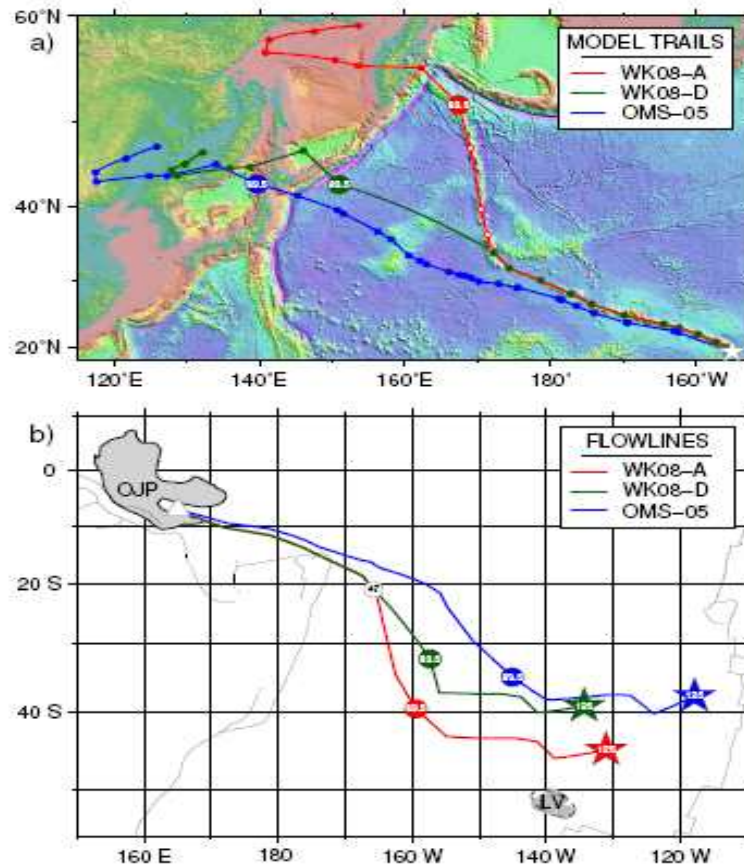 60°N
a)
MODEL TRAILS
WK08-A
WK08-D
OMS-05
40°N
20°N
120°E
140°E
160°E
180°
160°W
b)
FLOWLINES
WK08-A
WK08-D
OMS-05
OJP
0
20 S
47
40 S
125
LV
160 E
180
160 W
140 W
120 W